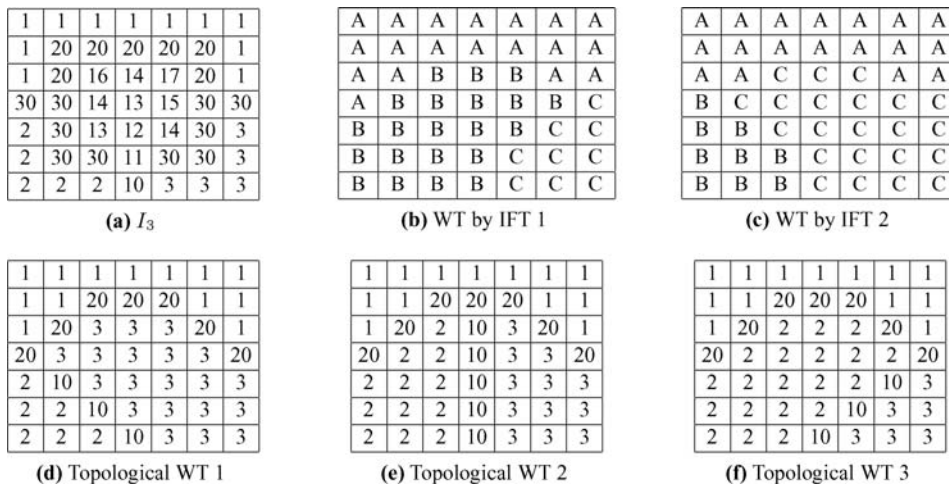 1 1 1 1 1 1 1 A A A A A A A A A A A A A A
1 20 20 20 20 20 1 A A A A A A A A A A A A A A
1 20 16 14 17 20 1 A A B B B A A A A C C C A A
30 30 14 13 15 30 30 A B B B B B C B C C C C C C
2 30 13 12 14 30 3 B B B B B C C B B C C C C C
2 30 30 11 30 30 3 B B B B C C C B B B C C C C
2 2 2 10 3 3 3 B B B B C C C B B B C C C C
(a) I₃ (b) WT by IFT 1 (c) WT by IFT 2
1 1 1 1 1 1 1 1 1 1 1 1 1 1 1 1 1 1 1 1 1
1 1 20 20 20 1 1 1 1 20 20 20 1 1 1 1 20 20 20 1 1
1 20 3 3 3 20 1 1 20 2 10 3 20 1 1 20 2 2 2 20 1
20 3 3 3 3 3 20 20 2 2 10 3 3 20 20 2 2 2 2 2 20
2 10 3 3 3 3 3 2 2 2 10 3 3 3 2 2 2 2 2 10 3
2 2 10 3 3 3 3 2 2 2 10 3 3 3 2 2 2 2 10 3 3
2 2 2 10 3 3 3 2 2 2 10 3 3 3 2 2 2 10 3 3 3
(d) Topological WT 1 (e) Topological WT 2 (f) Topological WT 3